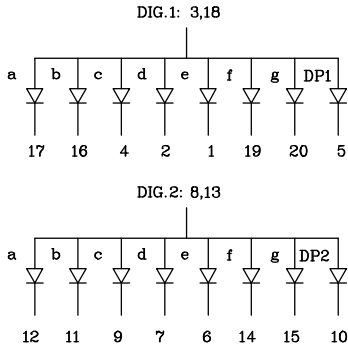 DIG.1: 3,18
a b c d e f g DP1
17 16 4 2 1 19 20 5
DIG.2: 8,13
a b c d e f g DP2
12 11 9 7 6 14 15 10